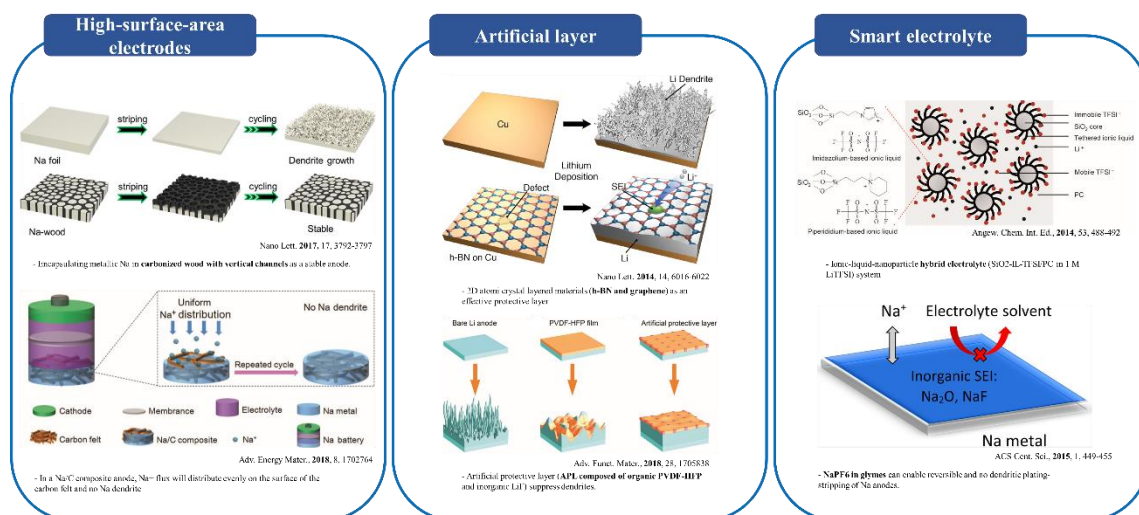 High-surface-area
electrodes
striping
cycling
Na foil
Dendrite growth
striping
cycling
Na-wood
Stable
Nano Lett. 2017, 17, 3792-3797
- Encapsulating metallic Na in carbonized wood with vertical channels as a stable anode.
Uniform
Na⁺ distribution
No Na dendrite
Repeated cycle
Cathode
Membrance
Electrolyte
Na metal
Carbon felt
Na/C composite
Na⁺
Na battery
Adv. Energy Mater., 2018, 8, 1702764
- In a Na/C composite anode, Na+ flux will distribute evenly on the surface of
the carbon felt and no Na dendrite
Artificial layer
Li Dendrite
Cu
Lithium
Deposition
Li⁺
Defect
SEI
h-BN on Cu
Li
Nano Lett. 2014, 14, 6016-6022
- 2D atomi crystal layered materials (h-BN and graphene) as an
effective protective layer
Bare Li anode
PVDF-HFP film
Artificial protective layer
Adv. Funct. Mater., 2018, 28, 1705838
- Artificial protective layer (APL composed of organic PVDF-HFP
and inorganic LiF) suppress dendrites.
Smart electrolyte
SiO₂
Imidazolium-based ionic liquid
SiO₂
Piperididium-based ionic liquid
Immobile TFSI⁻
SiO₂ core
Tethered ionic liquid
Li⁺
Mobile TFSI⁻
PC
Angew. Chem. Int. Ed., 2014, 53, 488-492
- Ionic-liquid-nanoparticle hybrid electrolyte (SiO2-IL-TFSI/PC in 1 M
LiTFSI) system
Na⁺
Electrolyte solvent
Inorganic SEI:
Na₂O, NaF
Na metal
ACS Cent. Sci., 2015, 1, 449-455
- NaPF6 in glymes can enable reversible and no dendritic plating-
stripping of Na anodes.